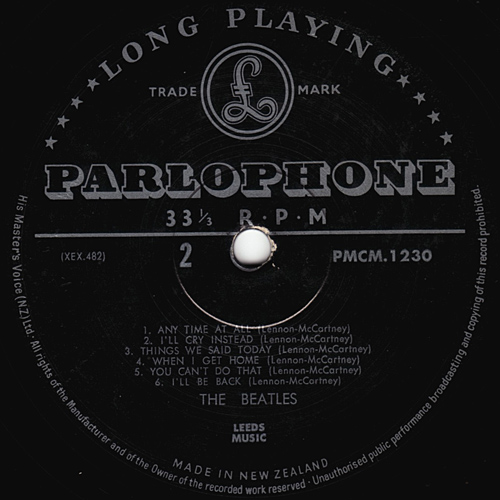 ★★★★★ LONG PLAYING ★★★★★
TRADE £ MARK
PARLOPHONE
33 1/3 R·P·M
(XEX.482) 2 PMCM.1230
1. ANY TIME AT ALL (Lennon-McCartney)
2. I'LL CRY INSTEAD (Lennon-McCartney)
3. THINGS WE SAID TODAY (Lennon-McCartney)
4. WHEN I GET HOME (Lennon-McCartney)
5. YOU CAN'T DO THAT (Lennon-McCartney)
6. I'LL BE BACK (Lennon-McCartney)
THE BEATLES
LEEDS
MUSIC
MADE IN NEW ZEALAND
His Master's Voice (NZ) Ltd. All rights of the Manufacturer and of the Owner of the recorded work reserved · Unauthorised public performance broadcasting and copying of this record prohibited.